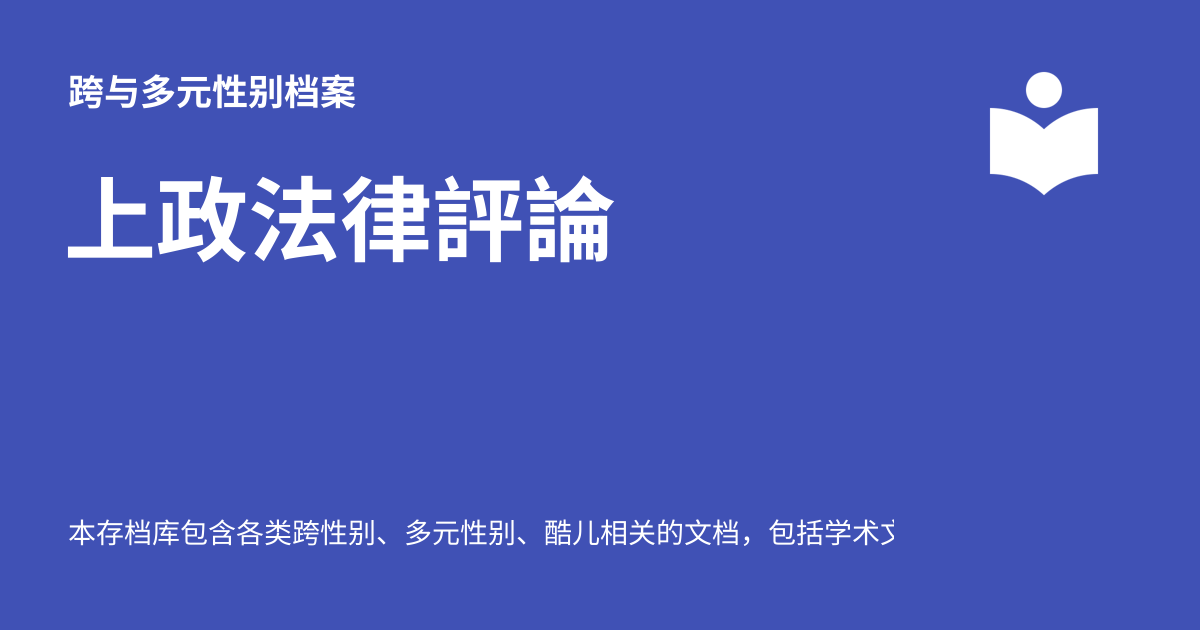 跨与多元性别档案
上政法律評論
本存档库包含各类跨性别、多元性别、酷儿相关的文档，包括学术